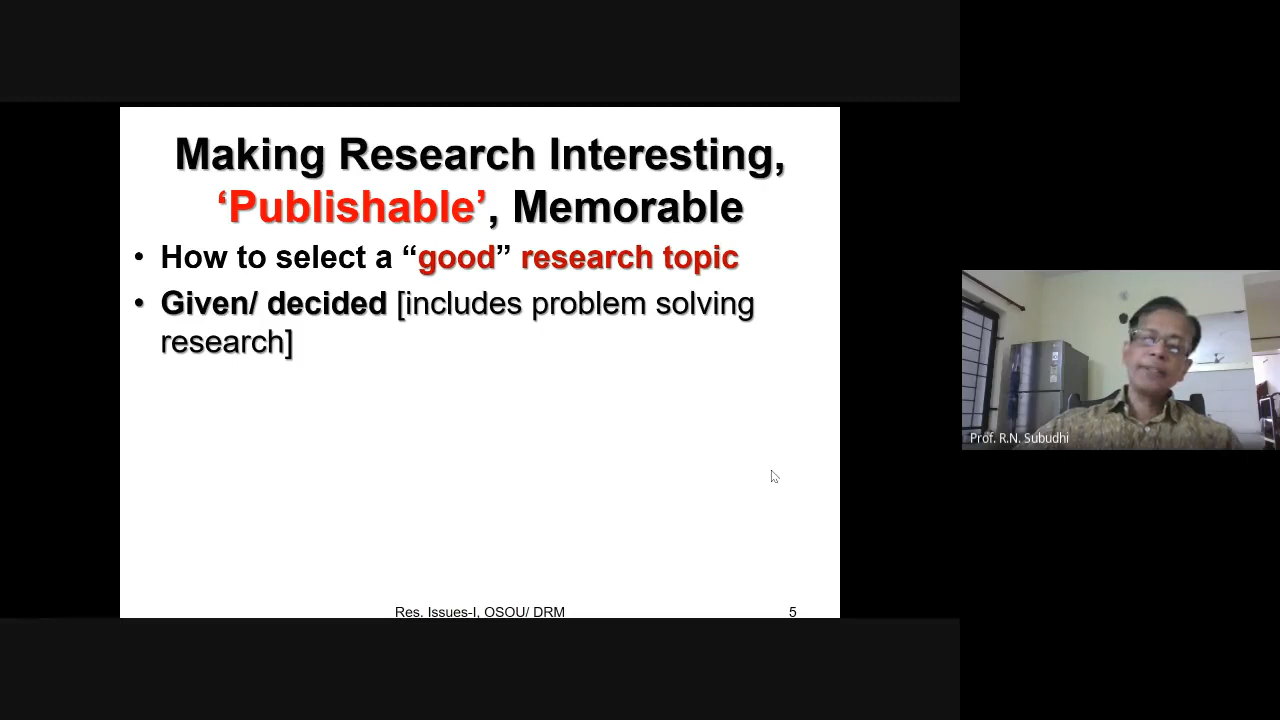 Making Research Interesting,
‘Publishable’, Memorable
• How to select a “good” research topic
• Given/ decided [includes problem solving
research]
Res. Issues-I, OSOU/ DRM
5
Prof. R.N. Subudhi